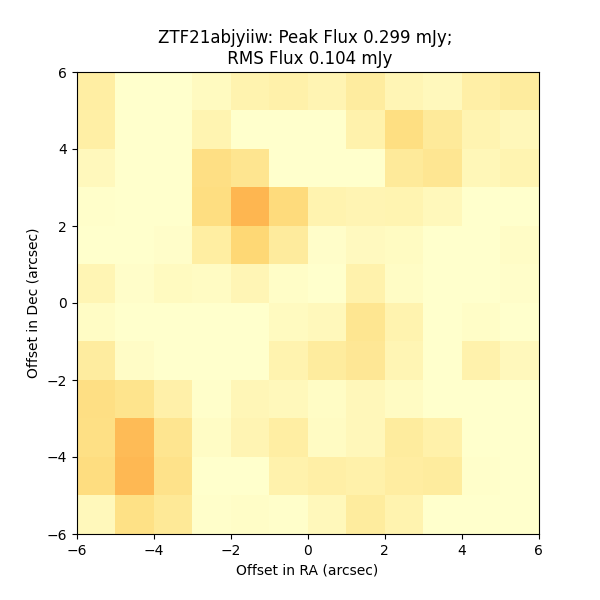 ZTF21abjyiiw: Peak Flux 0.299 mJy;
RMS Flux 0.104 mJy
6
4
2
0
−2
−4
−6
Offset in Dec (arcsec)
−6 −4 −2 0 2 4 6
Offset in RA (arcsec)